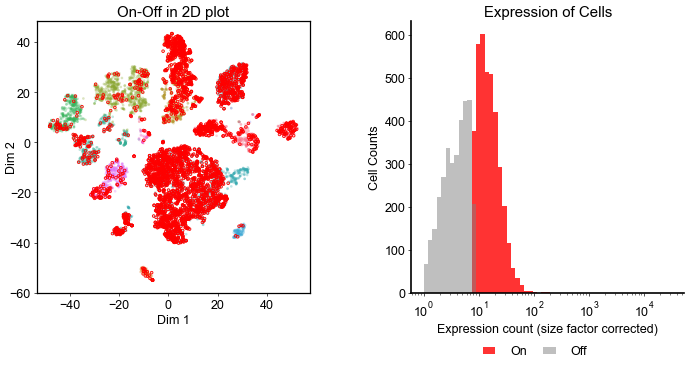 On-Off in 2D plot
40
20
0
−20
−40
−60
Dim 2
−40 −20 0 20 40
Dim 1
Expression of Cells
600
500
400
300
200
100
0
Cell Counts
10^0 10^1 10^2 10^3 10^4
Expression count (size factor corrected)
On Off